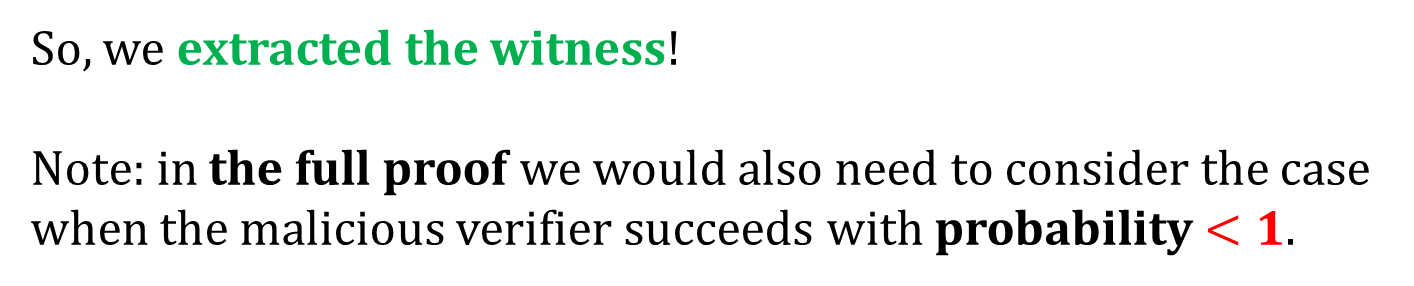 So, we extracted the witness!
Note: in the full proof we would also need to consider the case
when the malicious verifier succeeds with probability < 1.